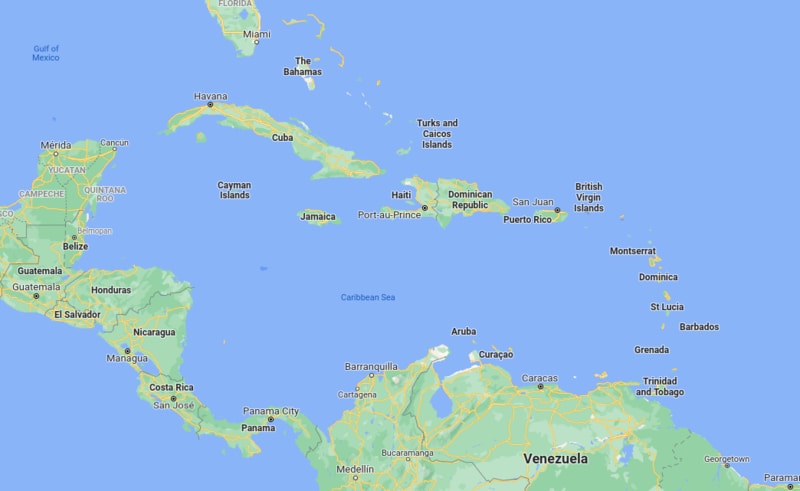 FLORIDA
Miami
Gulf of
Mexico
The
Bahamas
Havana
Turks and
Caicos
Islands
Cuba
Mérida
Cancun
YUCATAN
CAMPECHE
QUINTANA
ROO
Cayman
Islands
Haiti
Dominican
Republic
San Juan
British
Virgin
Islands
Jamaica
Port-au-Prince
Puerto Rico
SCO
Belmopan
Belize
Montserrat
Guatemala
Dominica
Guatemala
Honduras
Caribbean Sea
St Lucia
El Salvador
Nicaragua
Aruba
Barbados
Managua
Curaçao
Grenada
Barranquilla
Caracas
Costa Rica
Trinidad
and Tobago
Cartagena
San José
Panama City
Panama
Bucaramanga
Venezuela
Georgetown
Medellín
Paramar